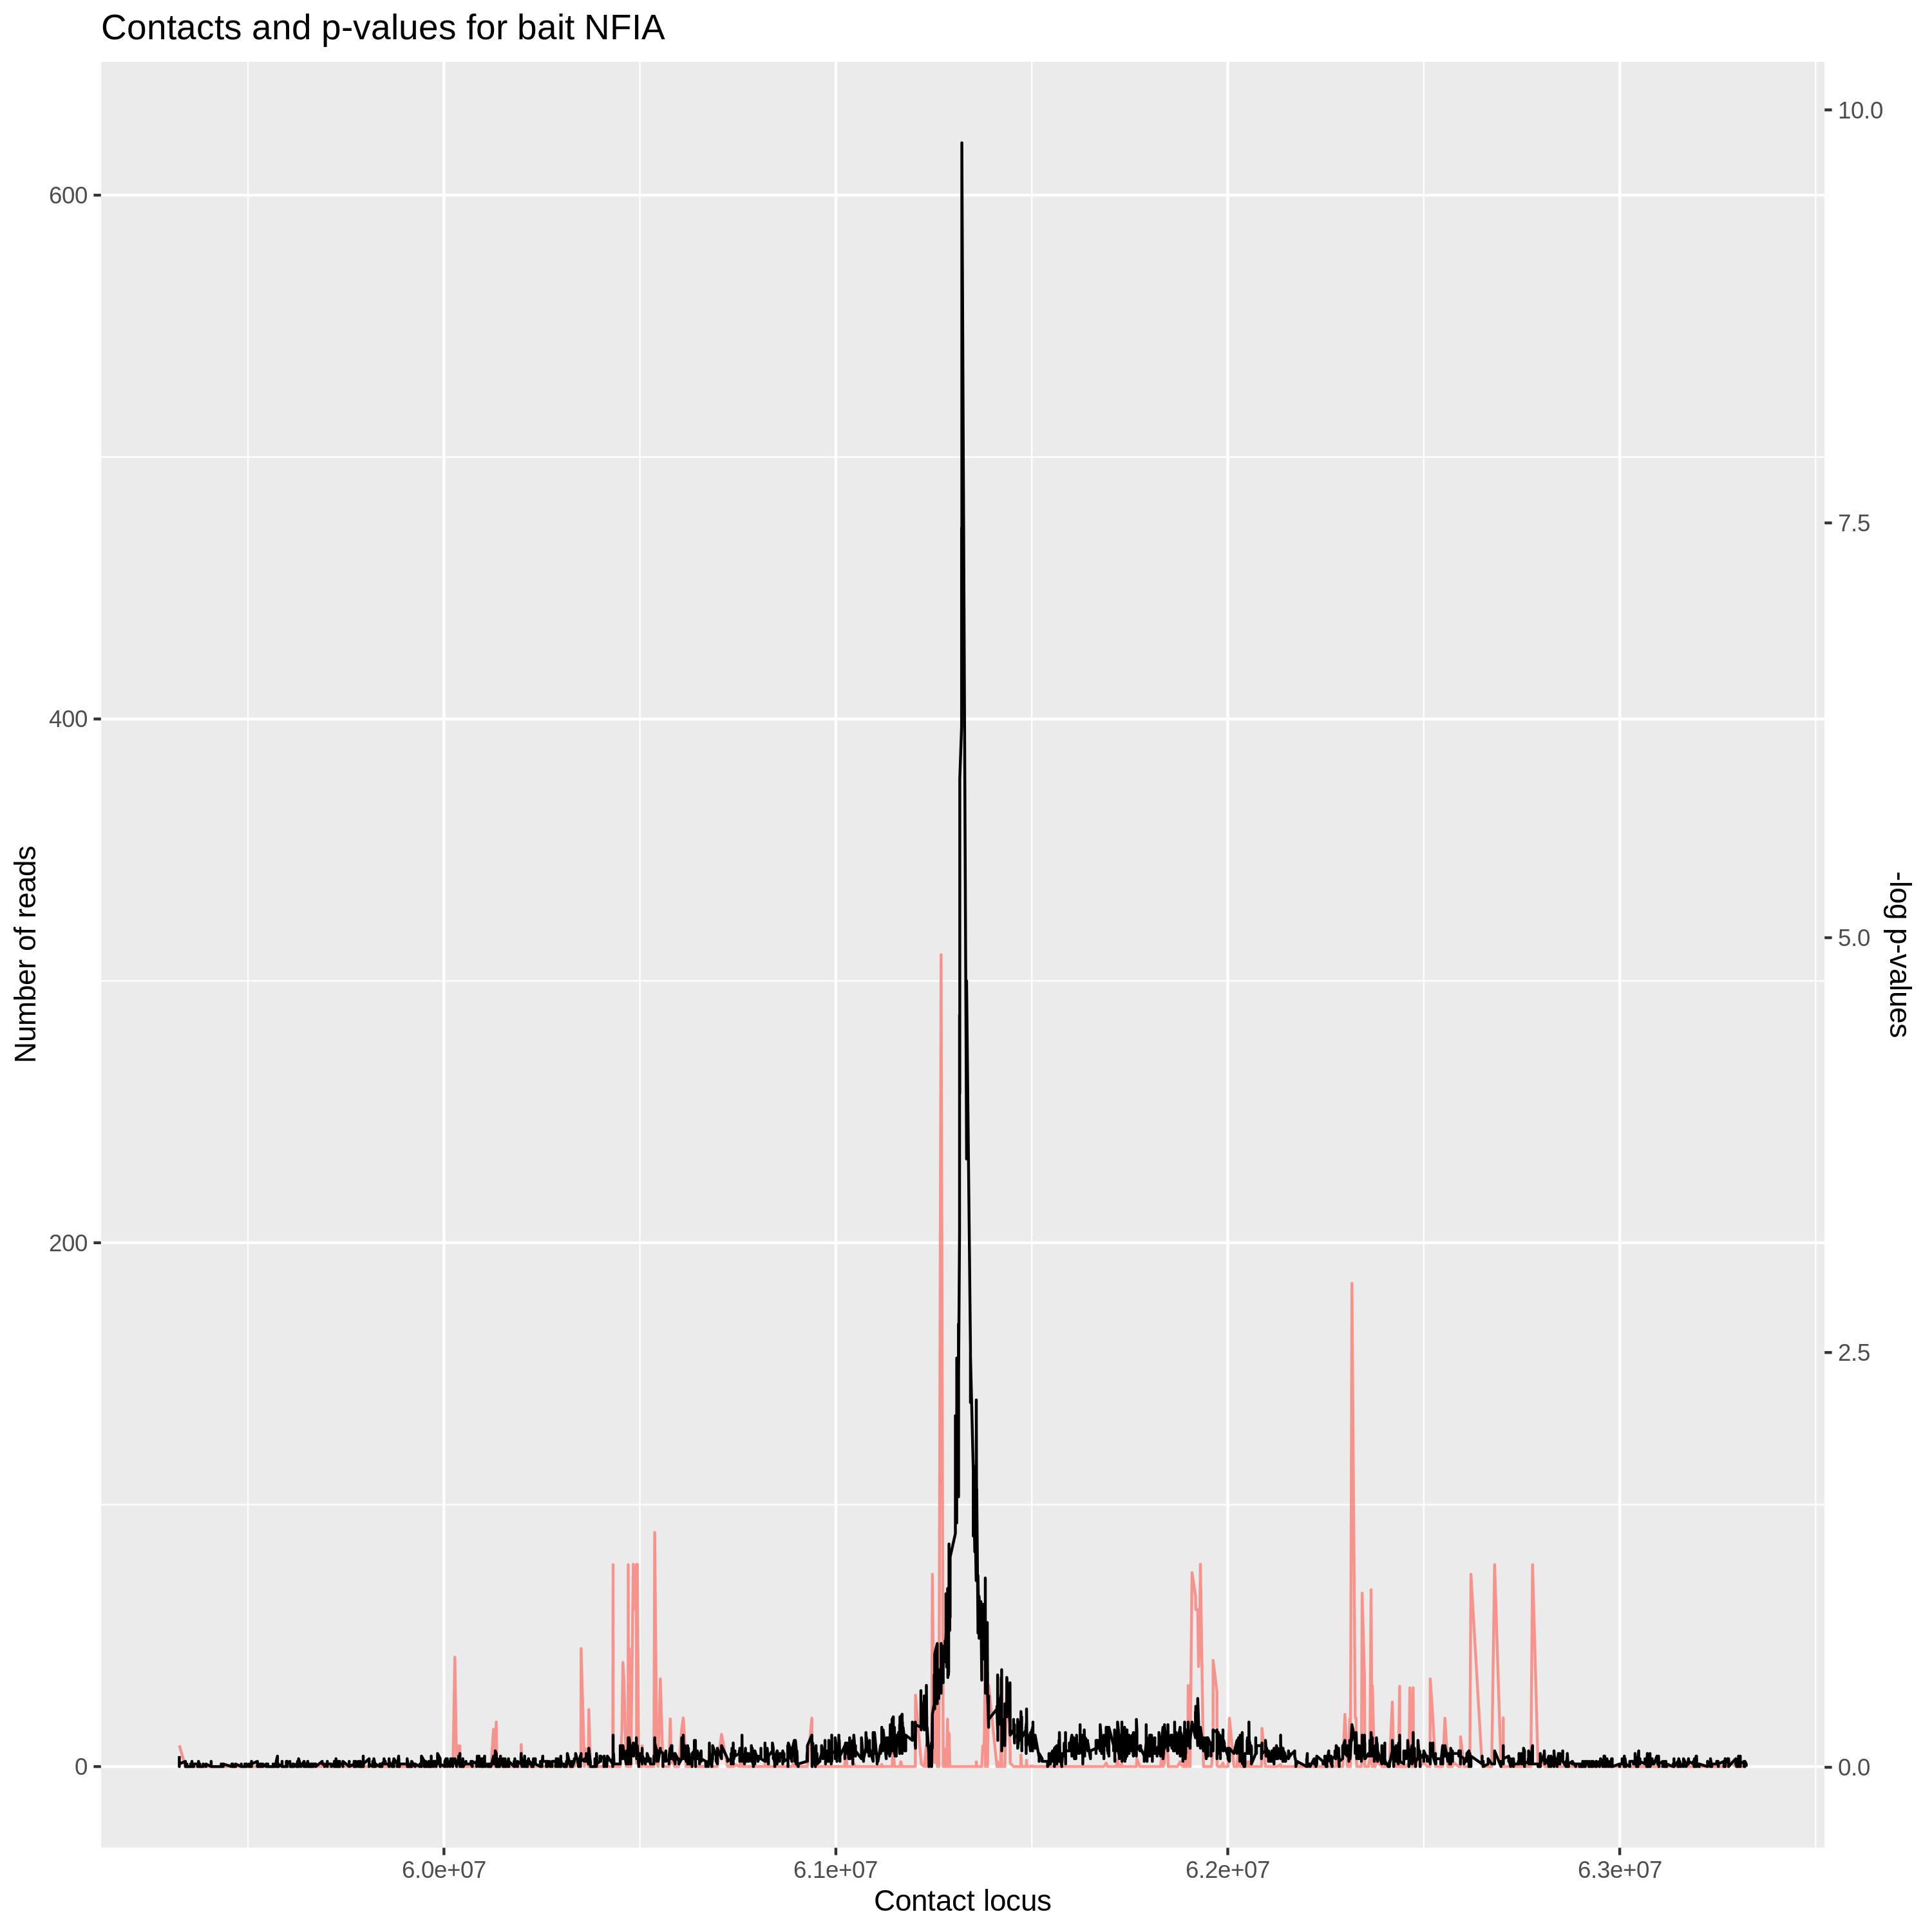 Contacts and p-values for bait NFIA
Number of reads
600
400
200
0
10.0
7.5
5.0
2.5
0.0
-log p-values
6.0e+07
6.1e+07
6.2e+07
6.3e+07
Contact locus